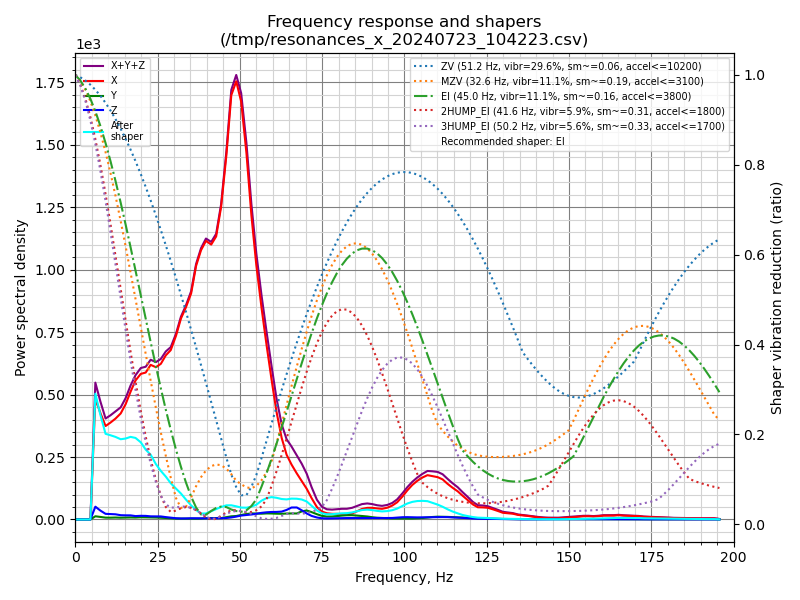 Frequency response and shapers
(/tmp/resonances_x_20240723_104223.csv)
1e3
X+Y+Z
X
Y
Z
After
shaper
ZV (51.2 Hz, vibr=29.6%, sm~=0.06, accel<=10200)
MZV (32.6 Hz, vibr=11.1%, sm~=0.19, accel<=3100)
EI (45.0 Hz, vibr=11.1%, sm~=0.16, accel<=3800)
2HUMP_EI (41.6 Hz, vibr=5.9%, sm~=0.31, accel<=1800)
3HUMP_EI (50.2 Hz, vibr=5.6%, sm~=0.33, accel<=1700)
Recommended shaper: EI
Power spectral density
1.75
1.50
1.25
1.00
0.75
0.50
0.25
0.00
1.0
0.8
0.6
0.4
0.2
0.0
Shaper vibration reduction (ratio)
0 25 50 75 100 125 150 175 200
Frequency, Hz